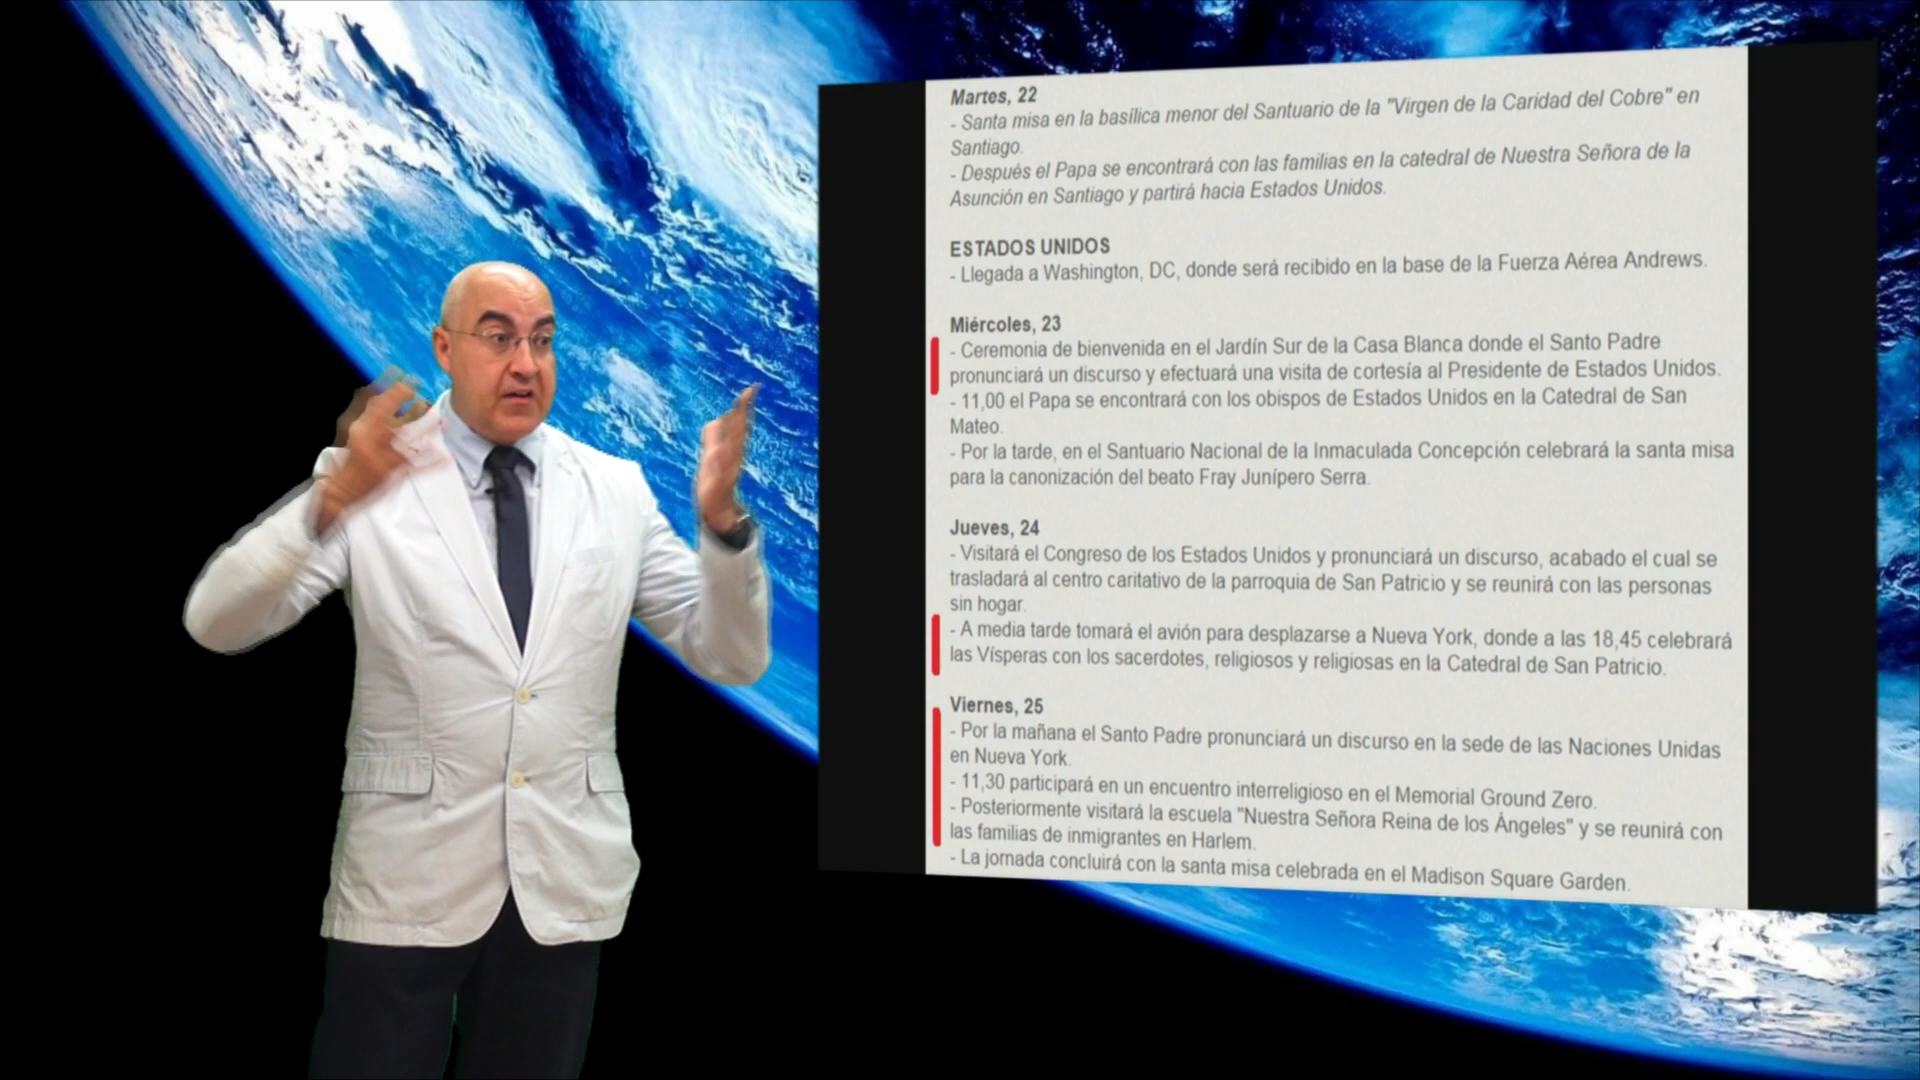 Martes, 22
- Santa misa en la basílica menor del Santuario de la "Virgen de la Caridad del Cobre" en
Santiago.
- Después el Papa se encontrará con las familias en la catedral de Nuestra Señora de la
Asunción en Santiago y partirá hacia Estados Unidos.
ESTADOS UNIDOS
- Llegada a Washington, DC, donde será recibido en la base de la Fuerza Aérea Andrews.
Miércoles, 23
- Ceremonia de bienvenida en el Jardín Sur de la Casa Blanca donde el Santo Padre
pronunciará un discurso y efectuará una visita de cortesía al Presidente de Estados Unidos.
- 11,00 el Papa se encontrará con los obispos de Estados Unidos en la Catedral de San
Mateo.
- Por la tarde, en el Santuario Nacional de la Inmaculada Concepción celebrará la santa misa
para la canonización del beato Fray Junípero Serra.
Jueves, 24
- Visitará el Congreso de los Estados Unidos y pronunciará un discurso, acabado el cual se
trasladará al centro caritativo de la parroquia de San Patricio y se reunirá con las personas
sin hogar.
- A media tarde tomará el avión para desplazarse a Nueva York, donde a las 18,45 celebrará
las Vísperas con los sacerdotes, religiosos y religiosas en la Catedral de San Patricio.
Viernes, 25
- Por la mañana el Santo Padre pronunciará un discurso en la sede de las Naciones Unidas
en Nueva York.
- 11,30 participará en un encuentro interreligioso en el Memorial Ground Zero.
- Posteriormente visitará la escuela "Nuestra Señora Reina de los Ángeles" y se reunirá con
las familias de inmigrantes en Harlem.
- La jornada concluirá con la santa misa celebrada en el Madison Square Garden.